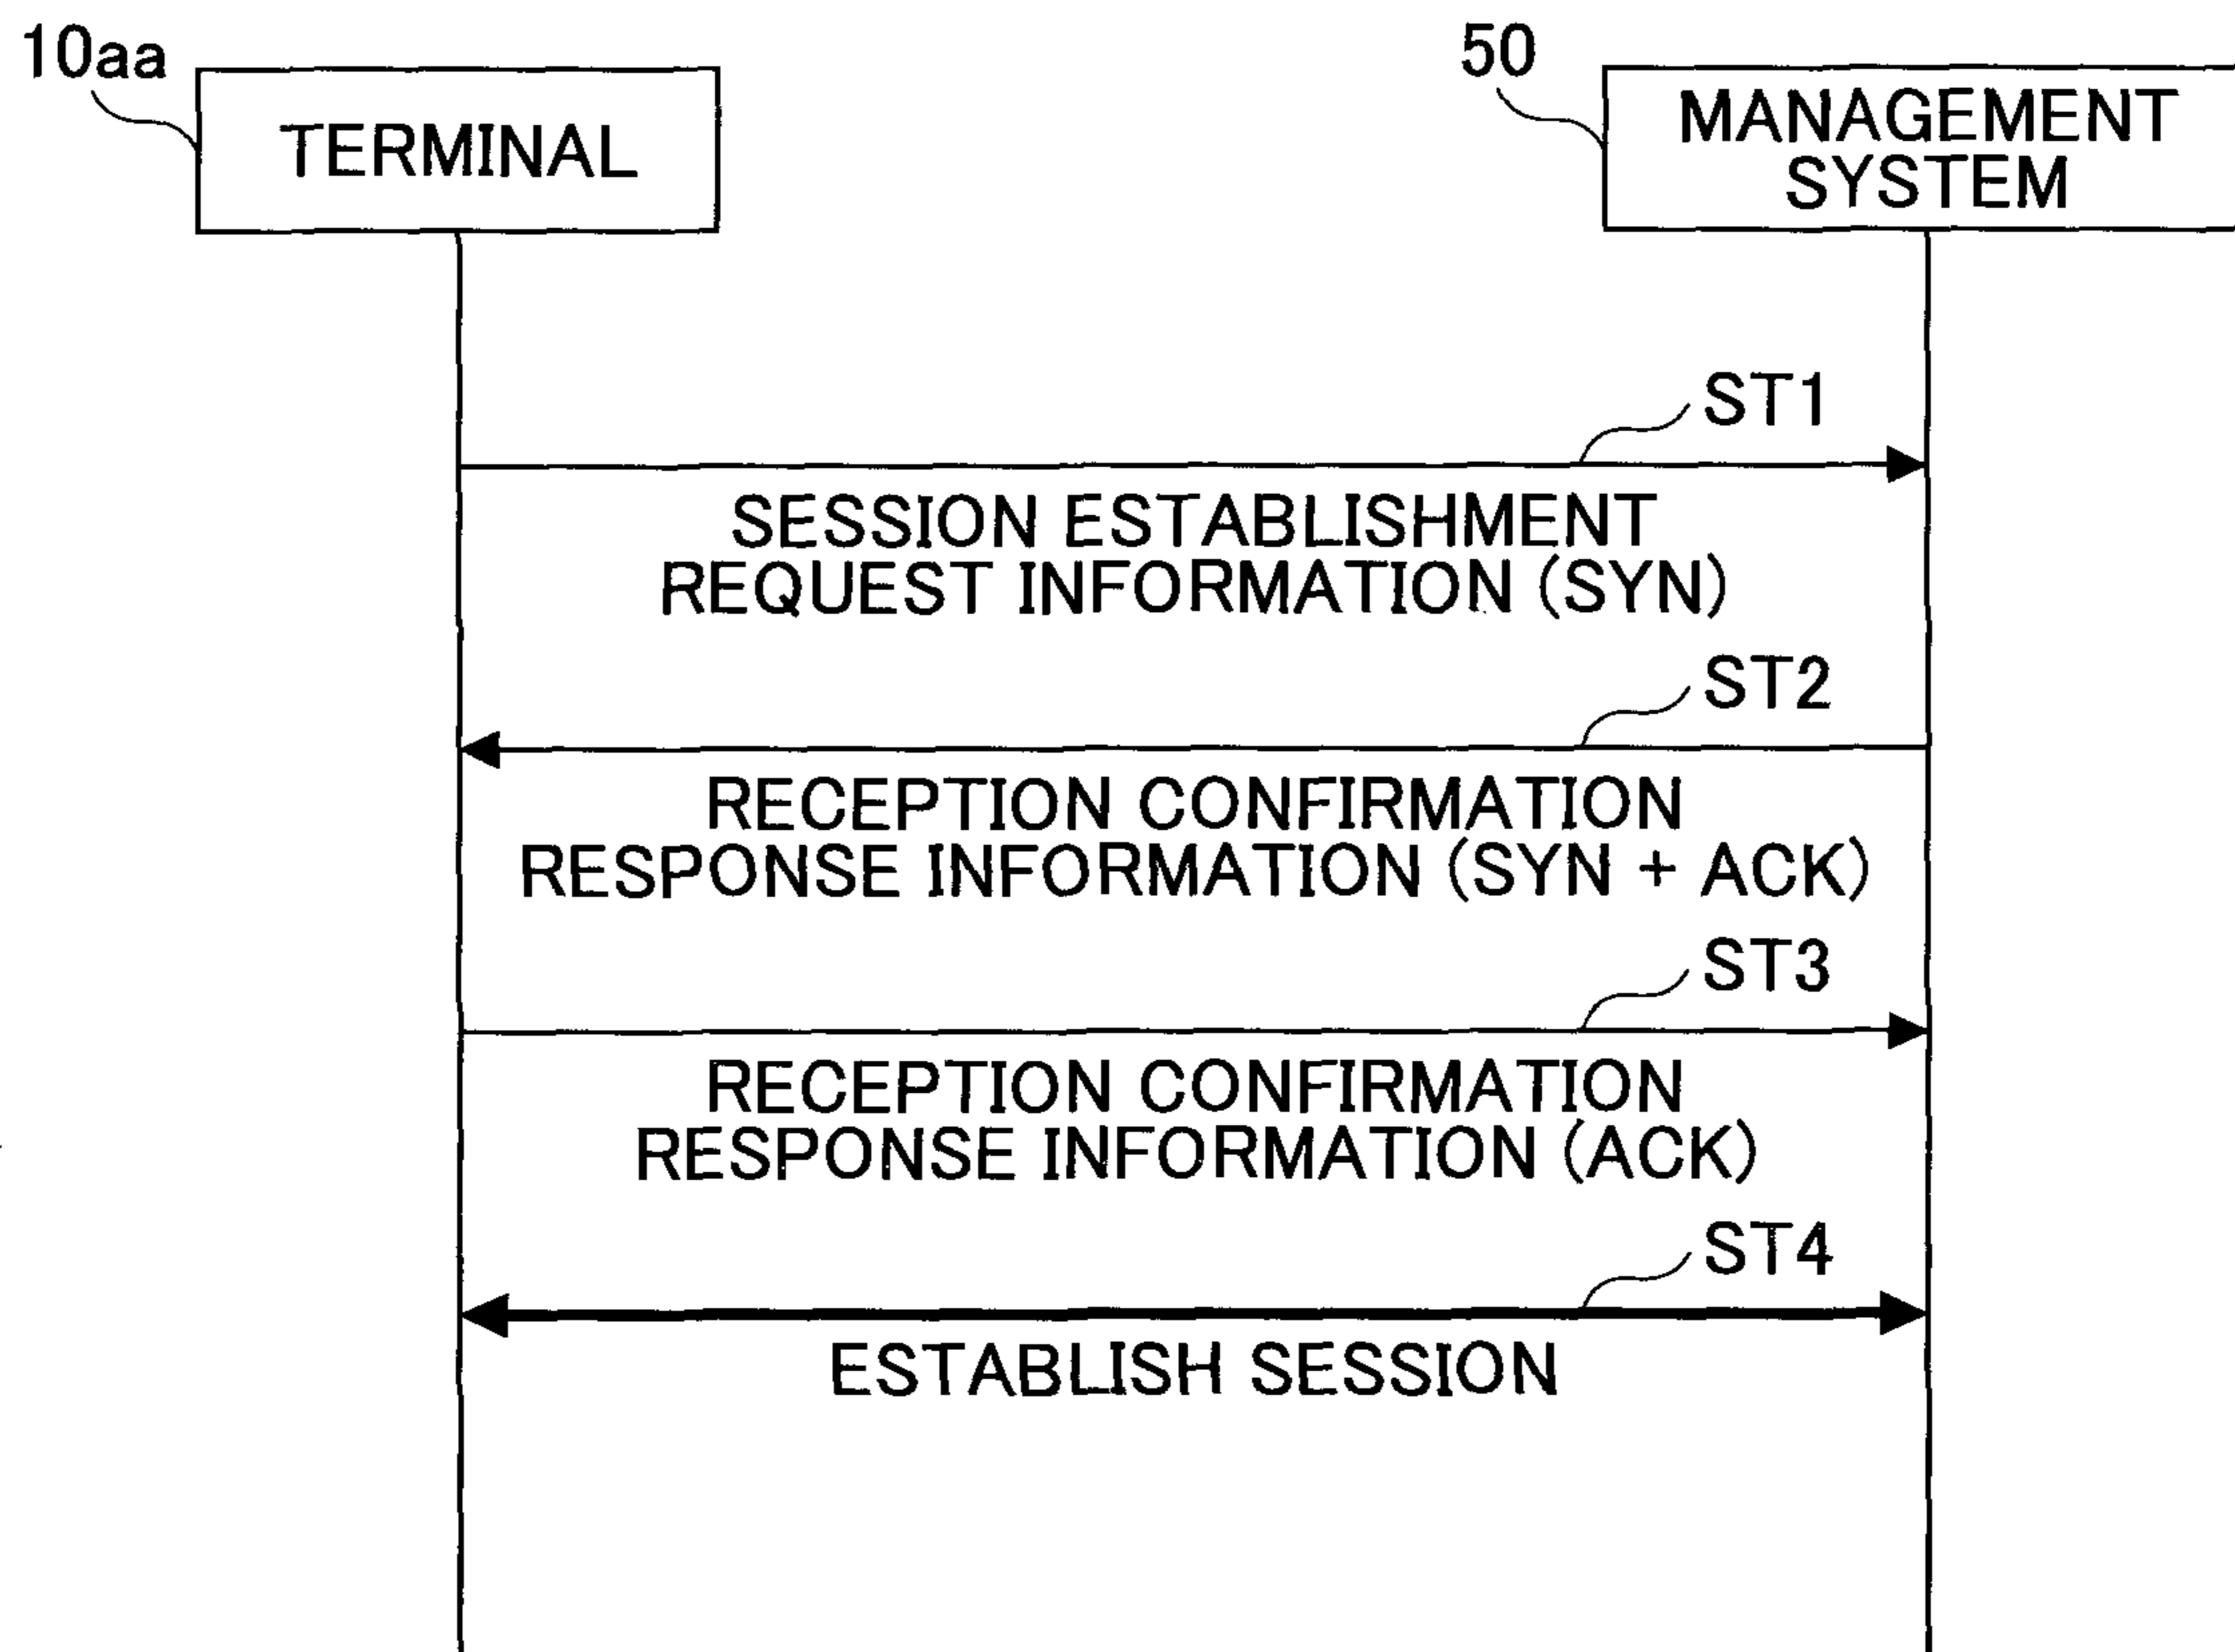 10aa
TERMINAL
50
MANAGEMENT
SYSTEM
ST1
SESSION ESTABLISHMENT
REQUEST INFORMATION (SYN)
ST2
RECEPTION CONFIRMATION
RESPONSE INFORMATION (SYN + ACK)
ST3
RECEPTION CONFIRMATION
RESPONSE INFORMATION (ACK)
ST4
ESTABLISH SESSION